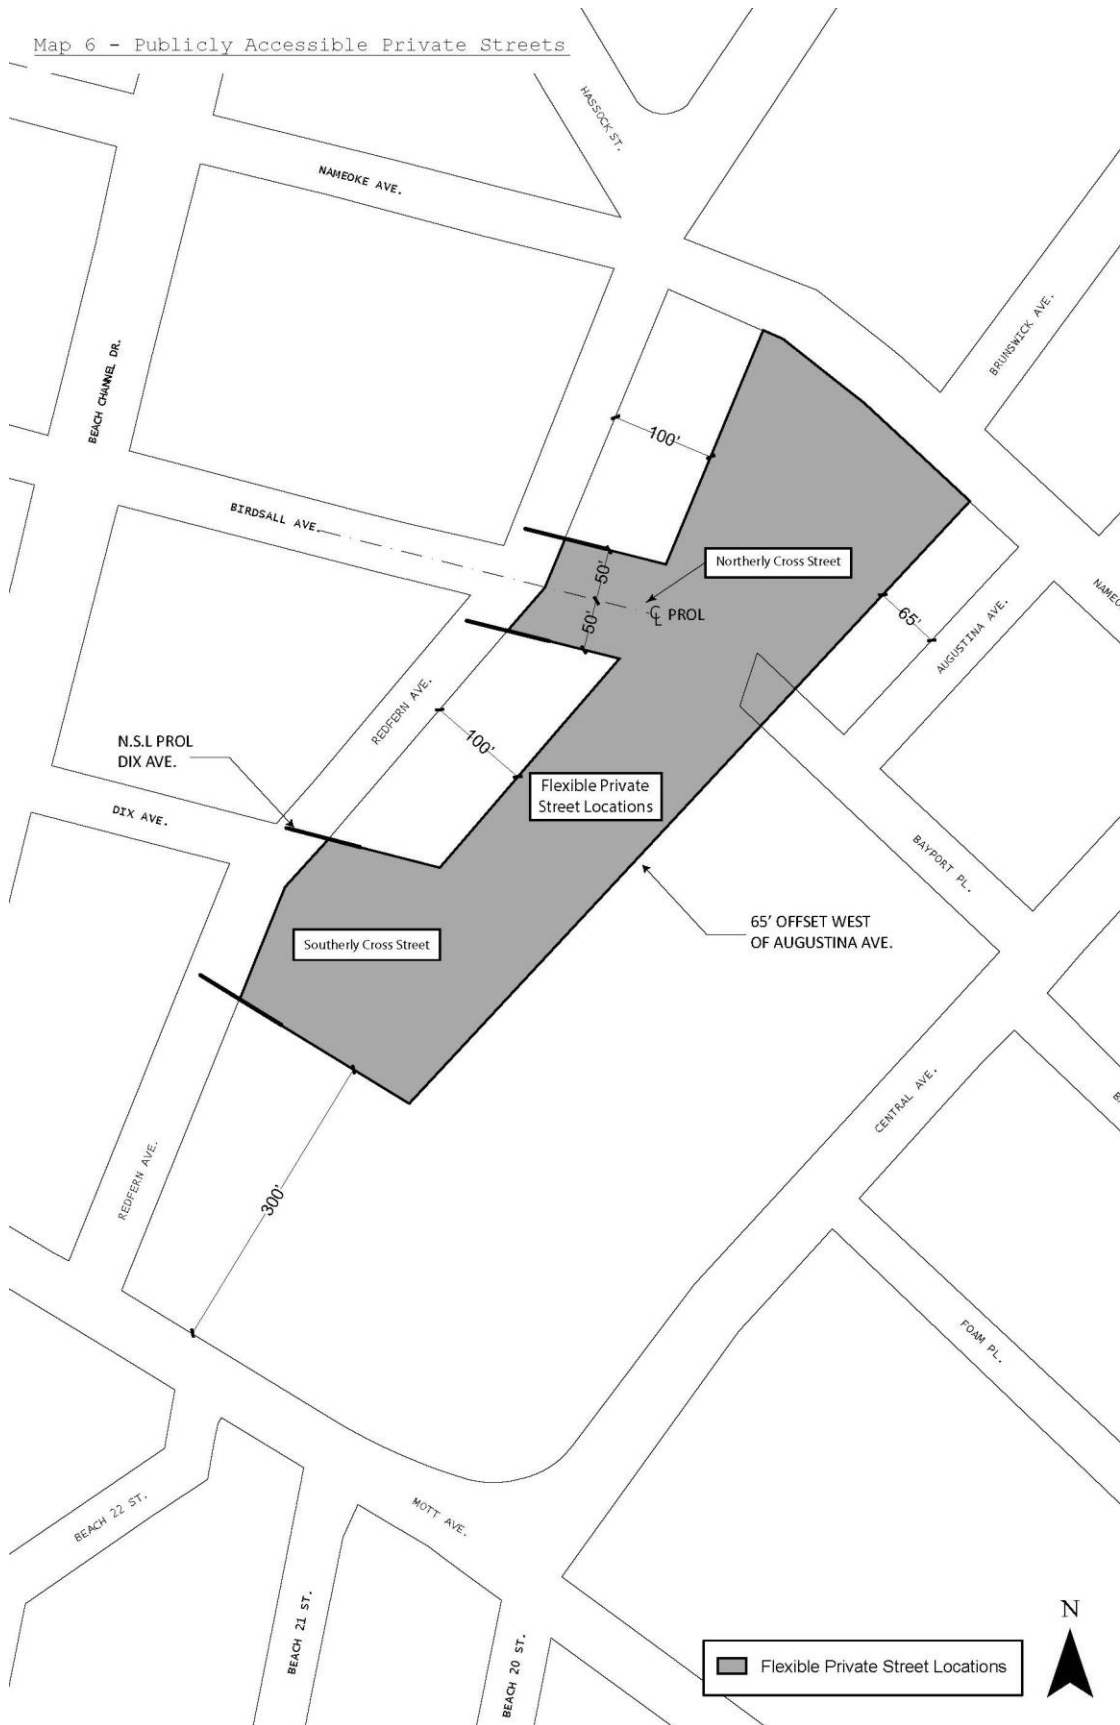 Map 6 - Publicly Accessible Private Streets
HASSOCK ST.
NAMEOKE AVE.
BRUNSWICK AVE.
BEACH CHANNEL DR.
100'
BIRDSALL AVE.
50'
Northerly Cross Street
℄ PROL
50'
65'
AUGUSTINA AVE.
REDFERN AVE.
N.S.L PROL
DIX AVE.
100'
Flexible Private
Street Locations
DIX AVE.
BAYPORT PL.
65' OFFSET WEST
OF AUGUSTINA AVE.
Southerly Cross Street
CENTRAL AVE.
REDFERN AVE.
300'
FOAM PL.
BEACH 22 ST.
MOTT AVE.
BEACH 21 ST.
BEACH 20 ST.
N
Flexible Private Street Locations